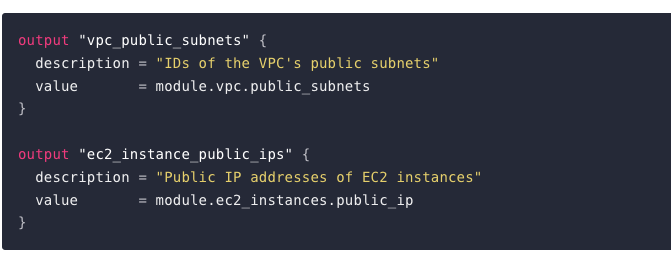 output "vpc_public_subnets" {
  description = "IDs of the VPC's public subnets"
  value       = module.vpc.public_subnets
}

output "ec2_instance_public_ips" {
  description = "Public IP addresses of EC2 instances"
  value       = module.ec2_instances.public_ip
}